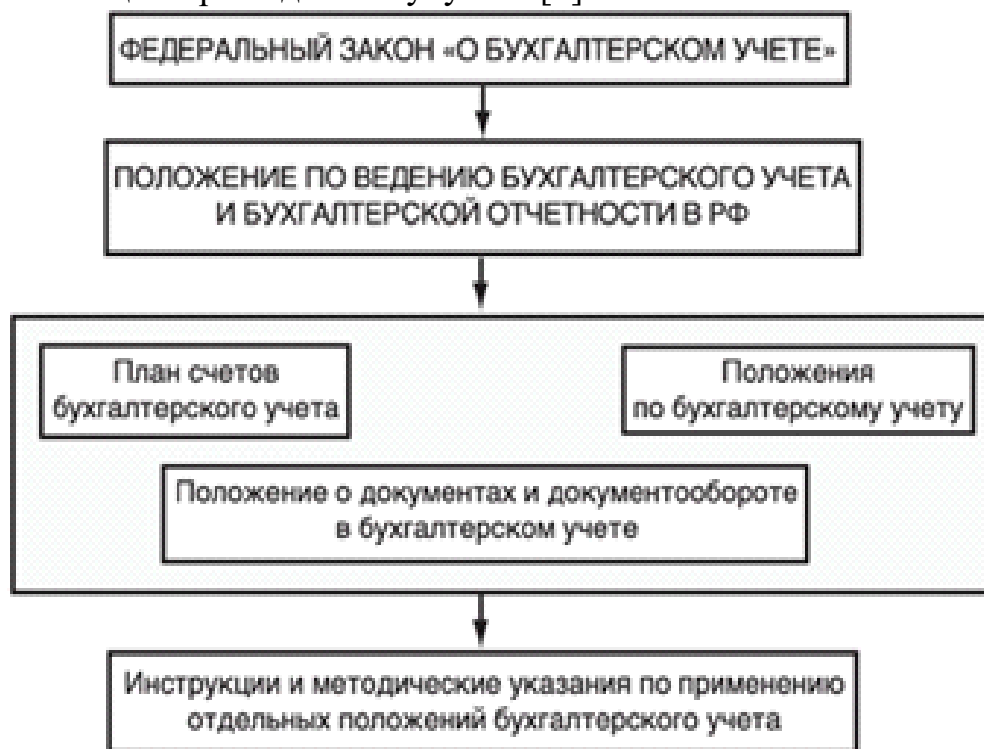 ФЕДЕРАЛЬНЫЙ ЗАКОН «О БУХГАЛТЕРСКОМ УЧЕТЕ»
ПОЛОЖЕНИЕ ПО ВЕДЕНИЮ БУХГАЛТЕРСКОГО УЧЕТА
И БУХГАЛТЕРСКОЙ ОТЧЕТНОСТИ В РФ
План счетов
бухгалтерского учета
Положения
по бухгалтерскому учету
Положение о документах и документообороте
в бухгалтерском учете
Инструкции и методические указания по применению
отдельных положений бухгалтерского учета